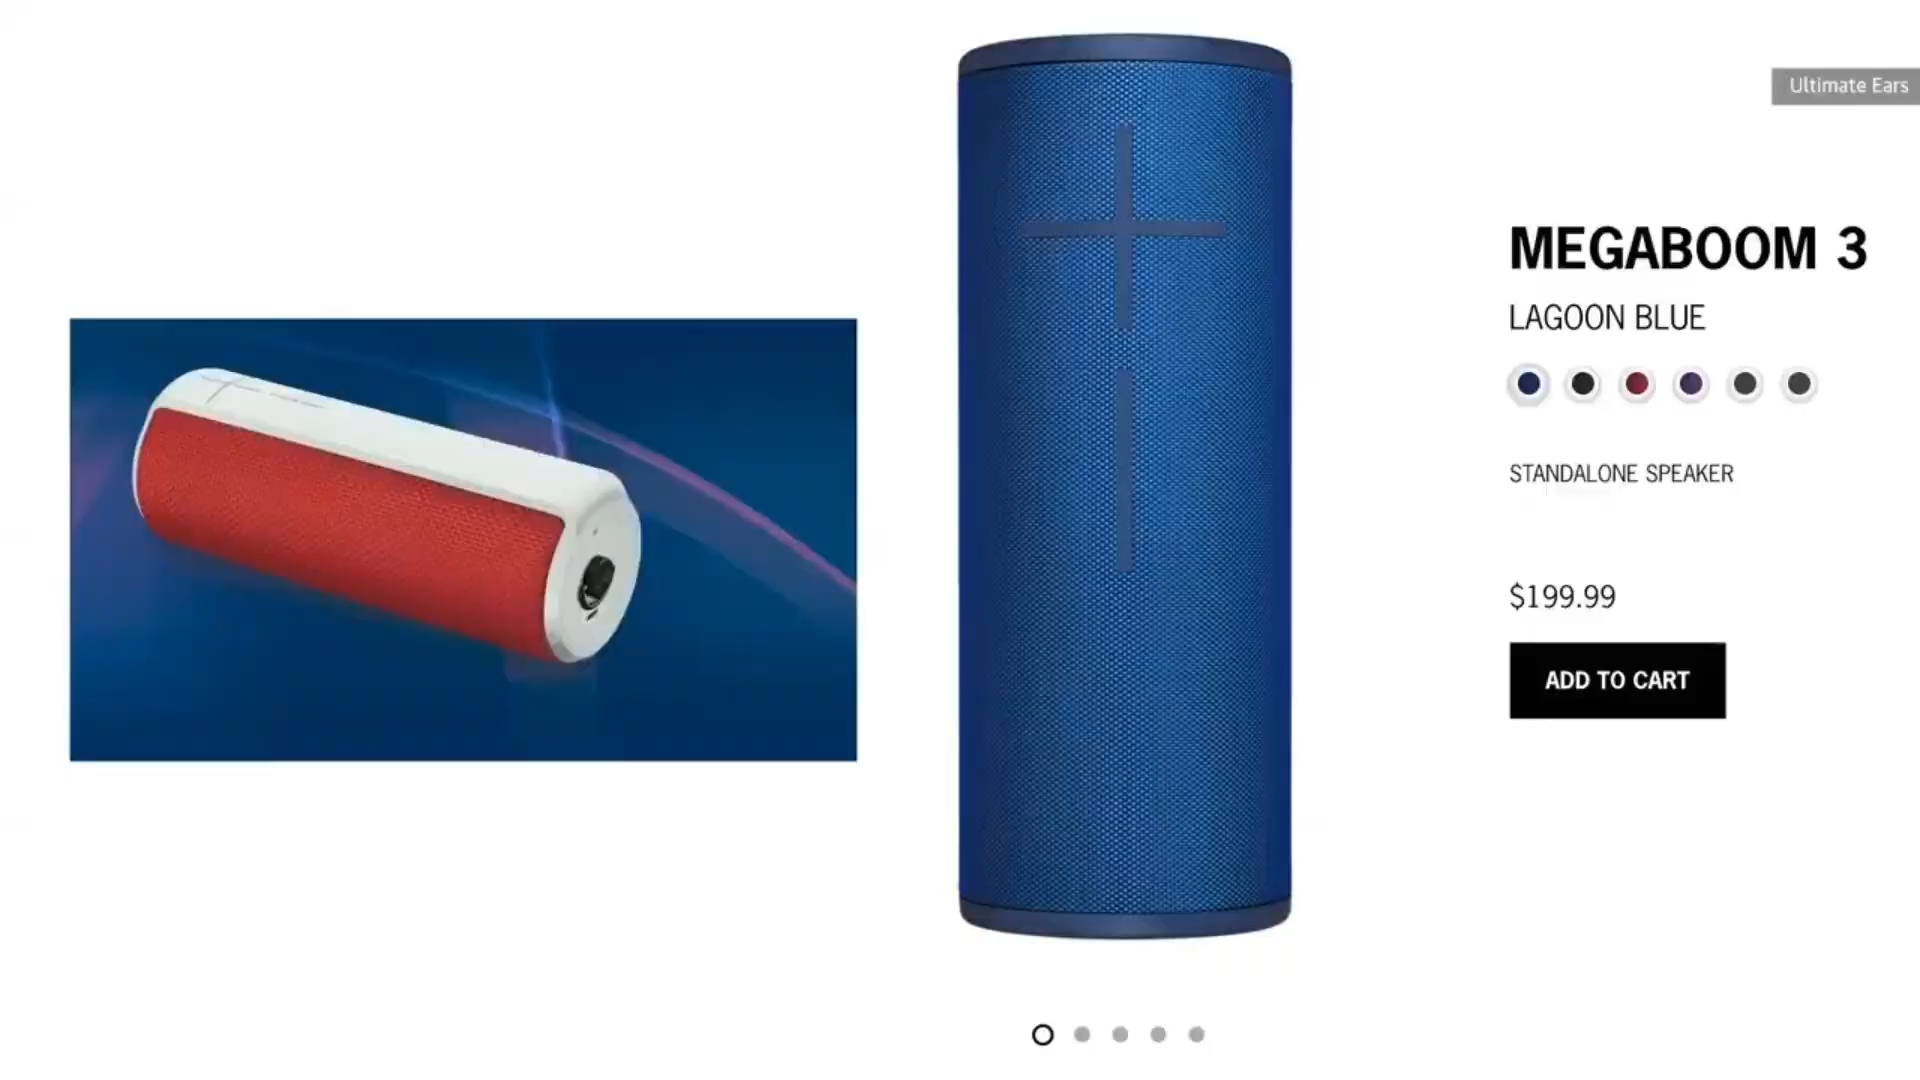 Ultimate Ears
MEGABOOM 3
LAGOON BLUE
STANDALONE SPEAKER
$199.99
ADD TO CART